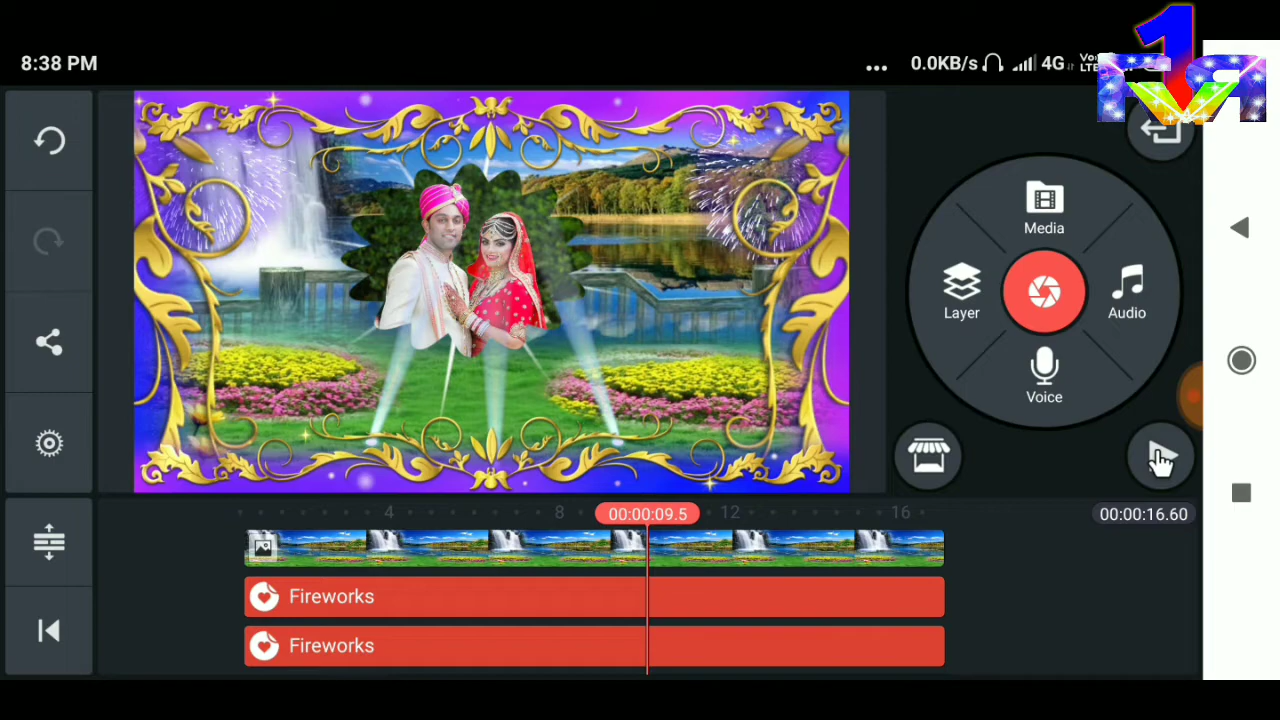 8:38 PM
0.0KB/s
4G
LTE
Media
Layer
Audio
Voice
4
8
00:00:09.5
12
16
00:00:16.60
Fireworks
Fireworks